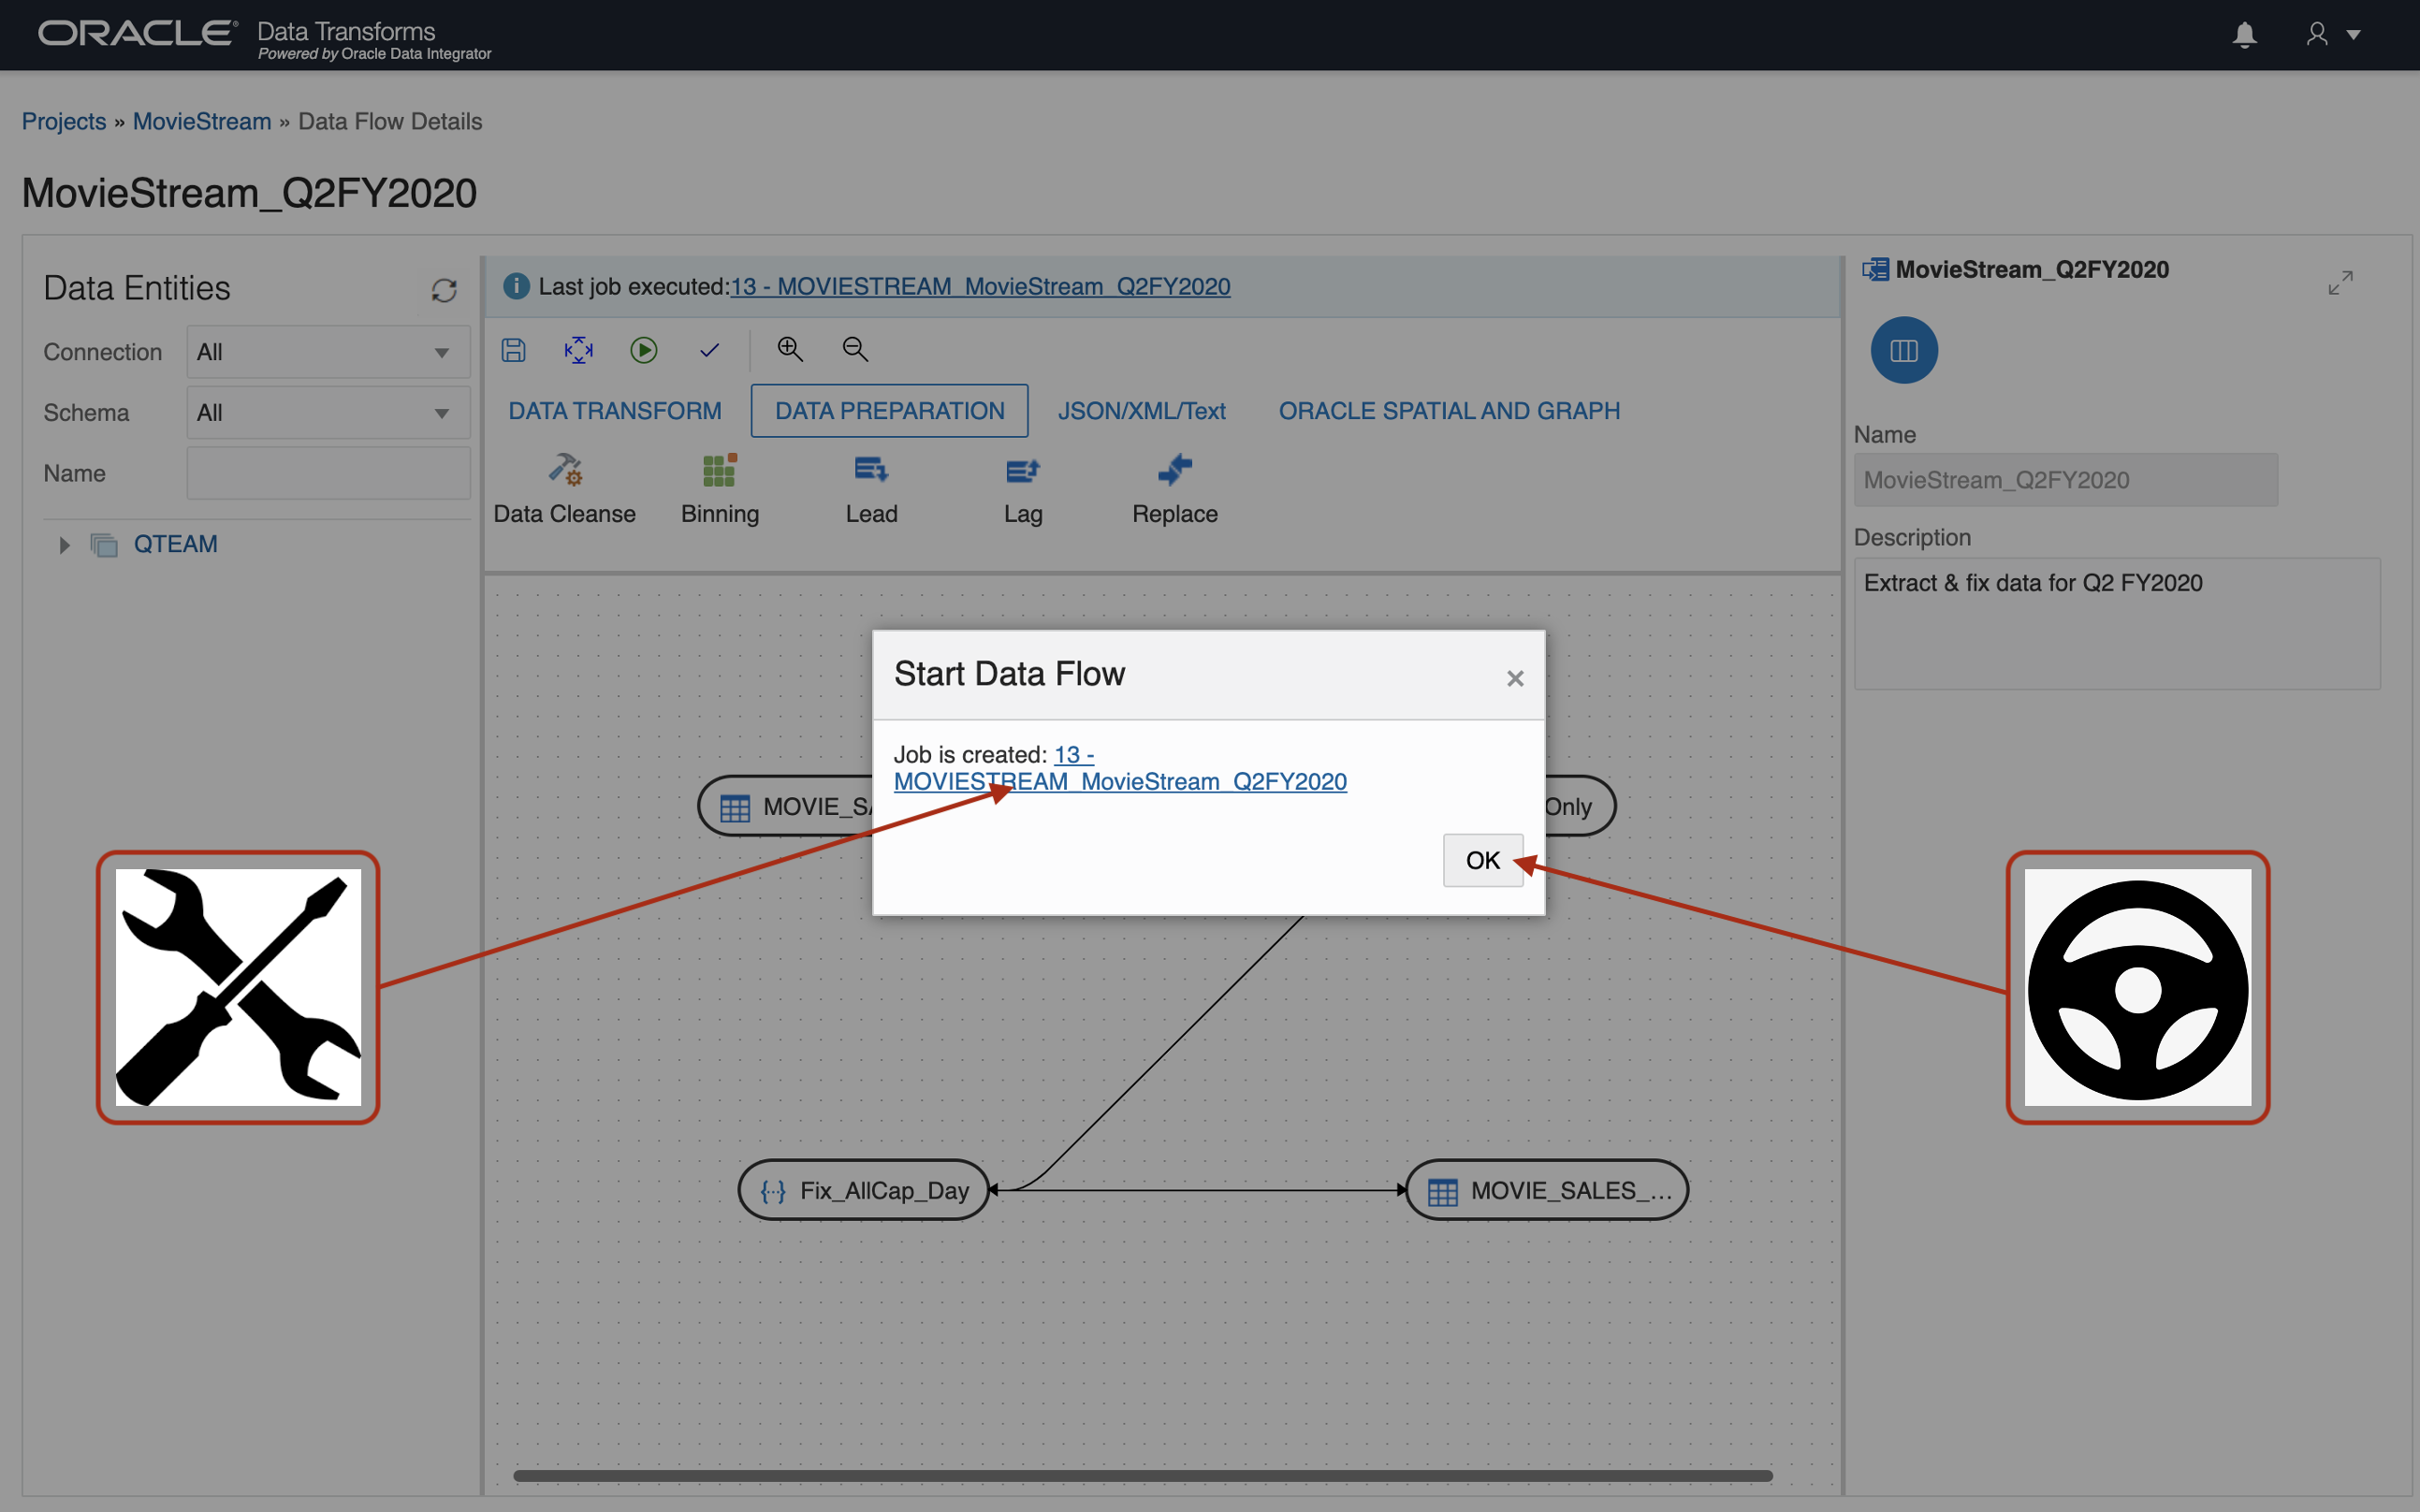 ORACLE Data Transforms
Powered by Oracle Data Integrator
Projects » MovieStream » Data Flow Details
MovieStream_Q2FY2020
Data Entities
Connection All
Schema All
Name
QTEAM
Last job executed:13 - MOVIESTREAM_MovieStream_Q2FY2020
DATA TRANSFORM DATA PREPARATION JSON/XML/Text ORACLE SPATIAL AND GRAPH
Data Cleanse Binning Lead Lag Replace
MovieStream_Q2FY2020
Name
MovieStream_Q2FY2020
Description
Extract & fix data for Q2 FY2020
Start Data Flow
Job is created: 13 -
MOVIESTREAM_MovieStream_Q2FY2020
OK
MOVIE_SA
Only
Fix_AllCap_Day
MOVIE_SALES_...